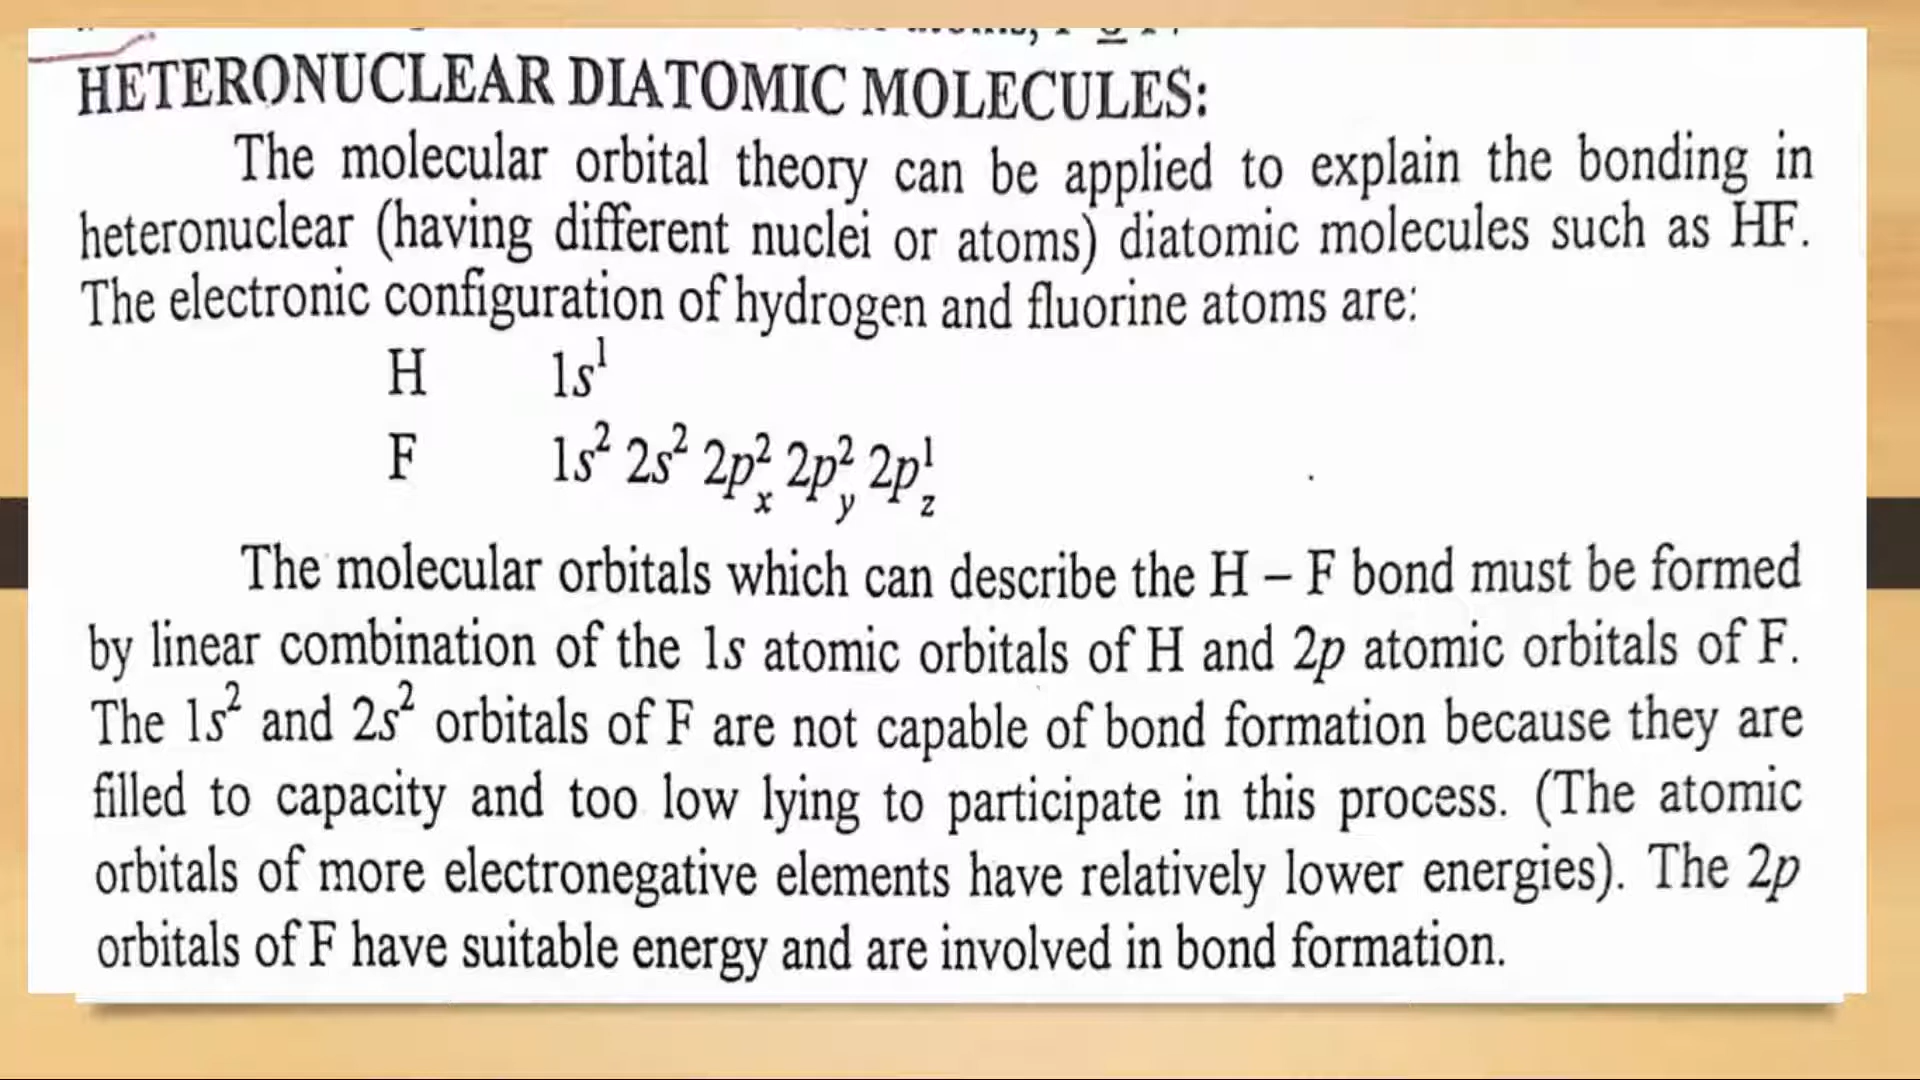 HETERONUCLEAR DIATOMIC MOLECULES:
The molecular orbital theory can be applied to explain the bonding in
heteronuclear (having different nuclei or atoms) diatomic molecules such as HF.
The electronic configuration of hydrogen and fluorine atoms are:
H 1s¹
F 1s² 2s² 2pₓ² 2p_y² 2p_z¹
The molecular orbitals which can describe the H – F bond must be formed
by linear combination of the 1s atomic orbitals of H and 2p atomic orbitals of F.
The 1s² and 2s² orbitals of F are not capable of bond formation because they are
filled to capacity and too low lying to participate in this process. (The atomic
orbitals of more electronegative elements have relatively lower energies). The 2p
orbitals of F have suitable energy and are involved in bond formation.